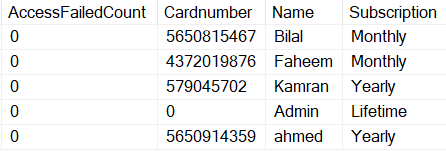 AccessFailedCount Cardnumber Name Subscription
0 5650815467 Bilal Monthly
0 4372019876 Faheem Monthly
0 579045702 Kamran Yearly
0 0 Admin Lifetime
0 5650914359 ahmed Yearly